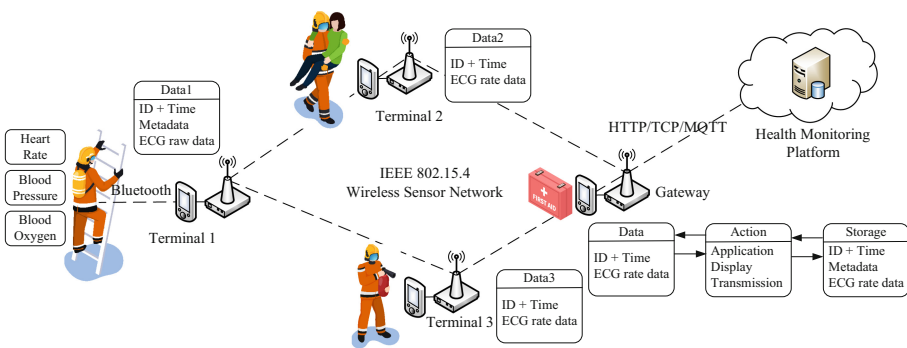 Data2
ID + Time
ECG rate data
Terminal 2
Data1
ID + Time
Metadata
ECG raw data
Heart
Rate
Blood
Pressure
Blood
Oxygen
Bluetooth
Terminal 1
IEEE 802.15.4
Wireless Sensor Network
HTTP/TCP/MQTT
Health Monitoring
Platform
FIRST AID
Gateway
Data
ID + Time
ECG rate data
Action
Application
Display
Transmission
Storage
ID + Time
Metadata
ECG rate data
Terminal 3
Data3
ID + Time
ECG rate data